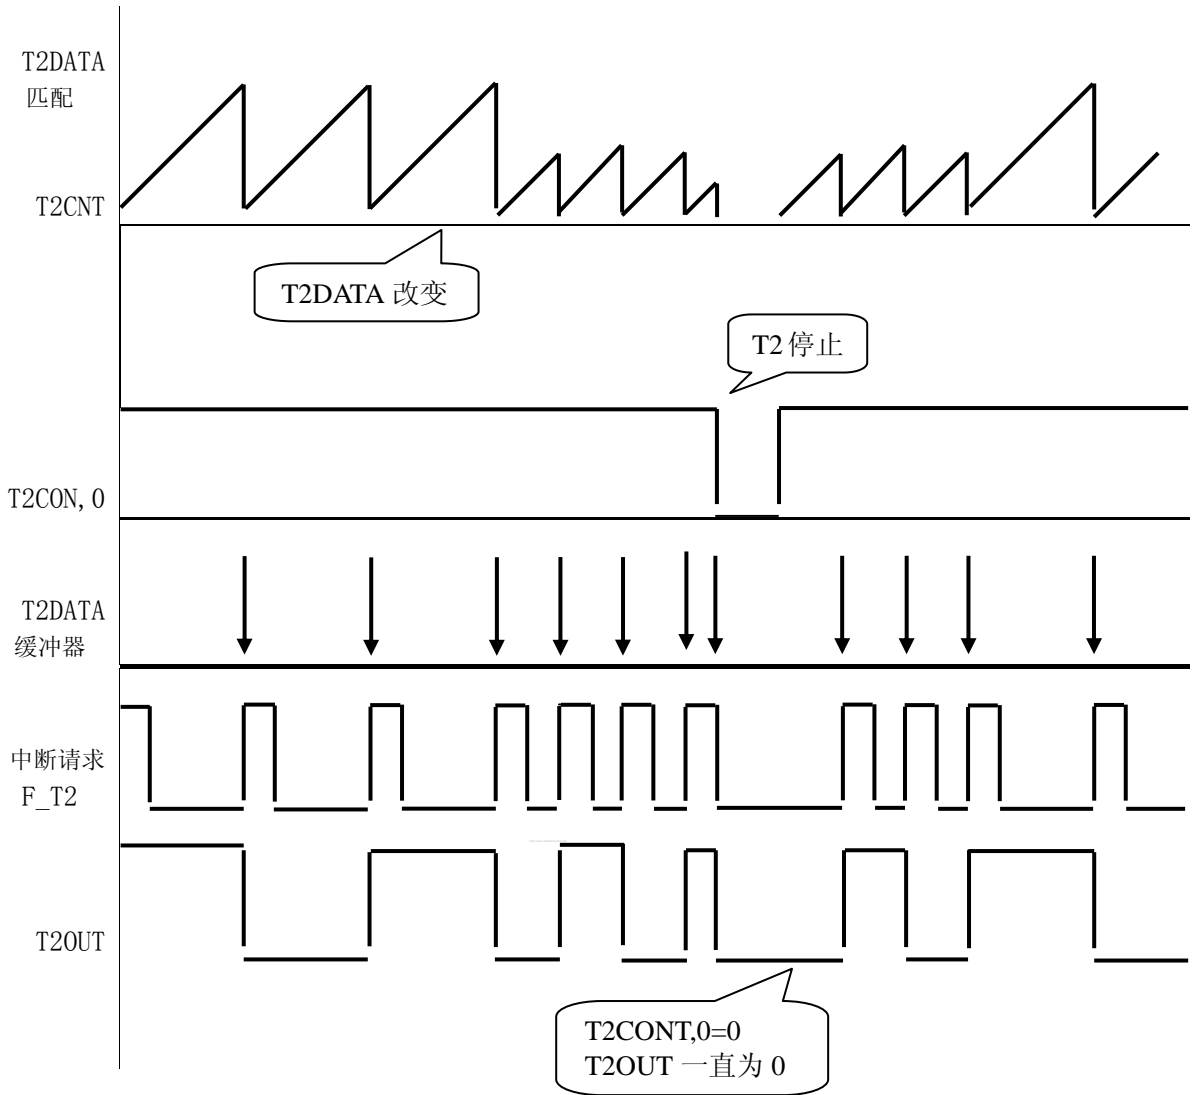 T2DATA
匹配
T2CNT
T2DATA 改变
T2 停止
T2CON, 0
T2DATA
缓冲器
中断请求
F_T2
T2OUT
T2CONT,0=0
T2OUT 一直为 0